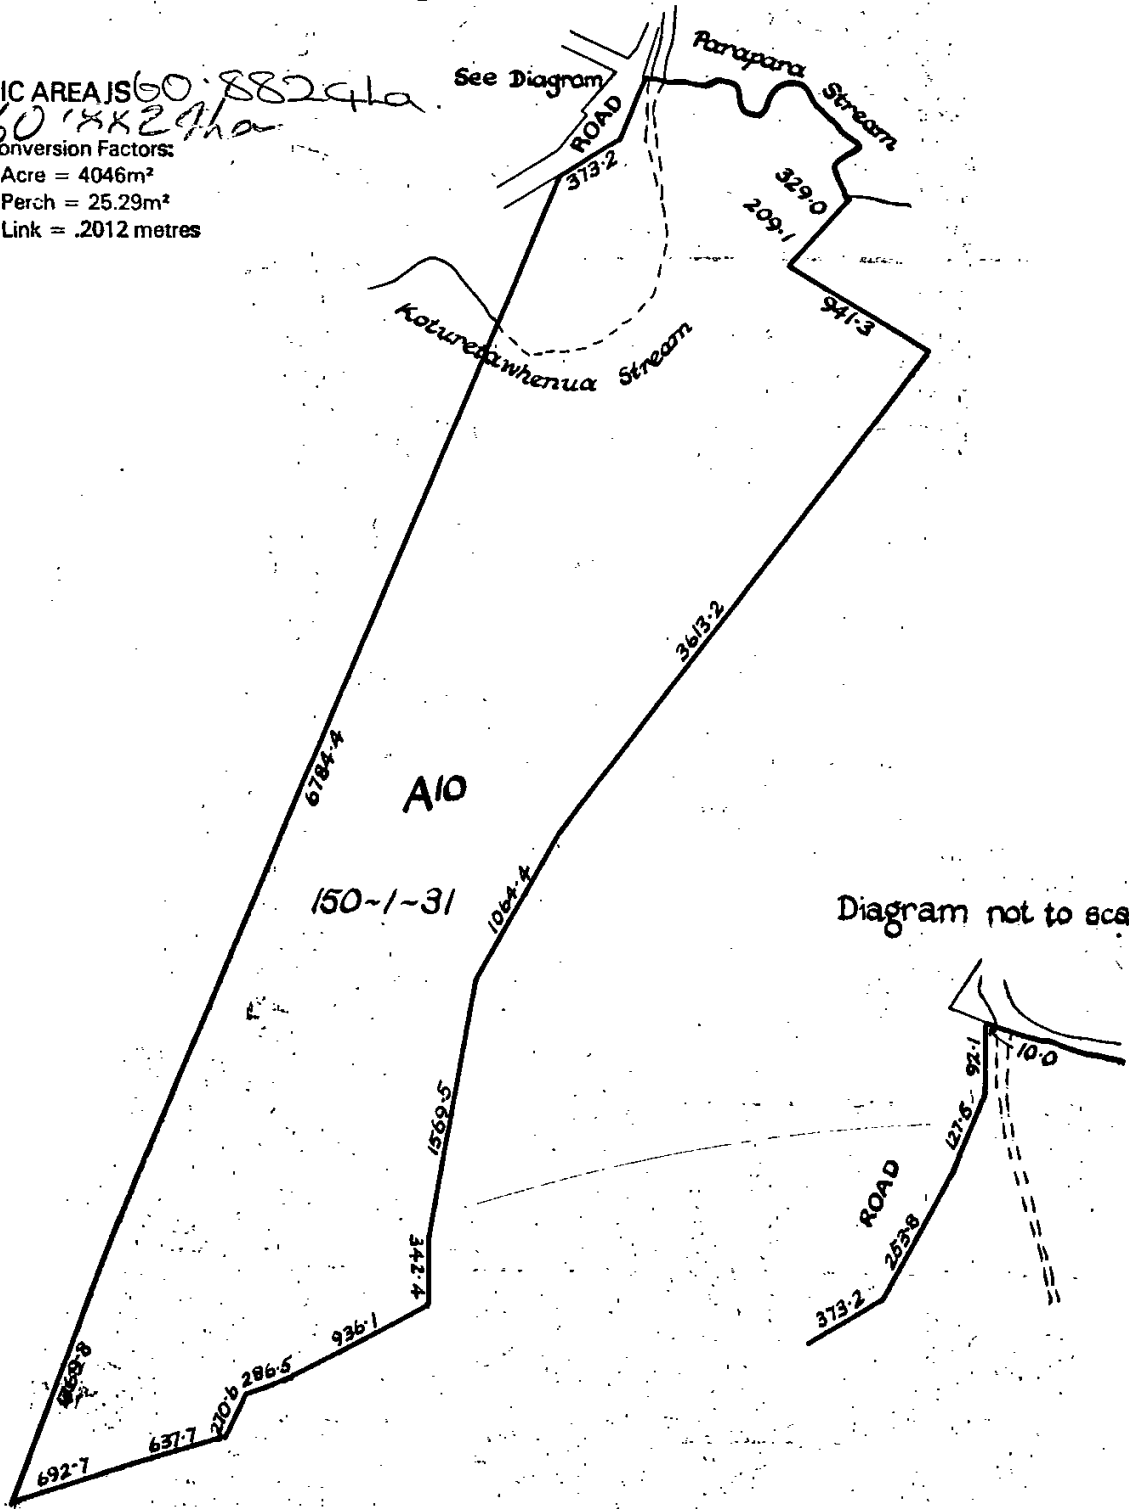 IC AREA IS 60.8824ha.
onversion Factors:
Acre = 4046m²
Perch = 25.29m²
Link = .2012 metres
See Diagram
ROAD
373.2
Parapara Stream
329.0
209.1
941.3
Koturetawhenua Stream
3613.2
6784.4
A10
150~1~31
1064.4
1569.5
342.4
936.1
286.5
270.6
637.7
692.7
Diagram not to sca
92.1
10.0
127.6
ROAD
253.8
373.2